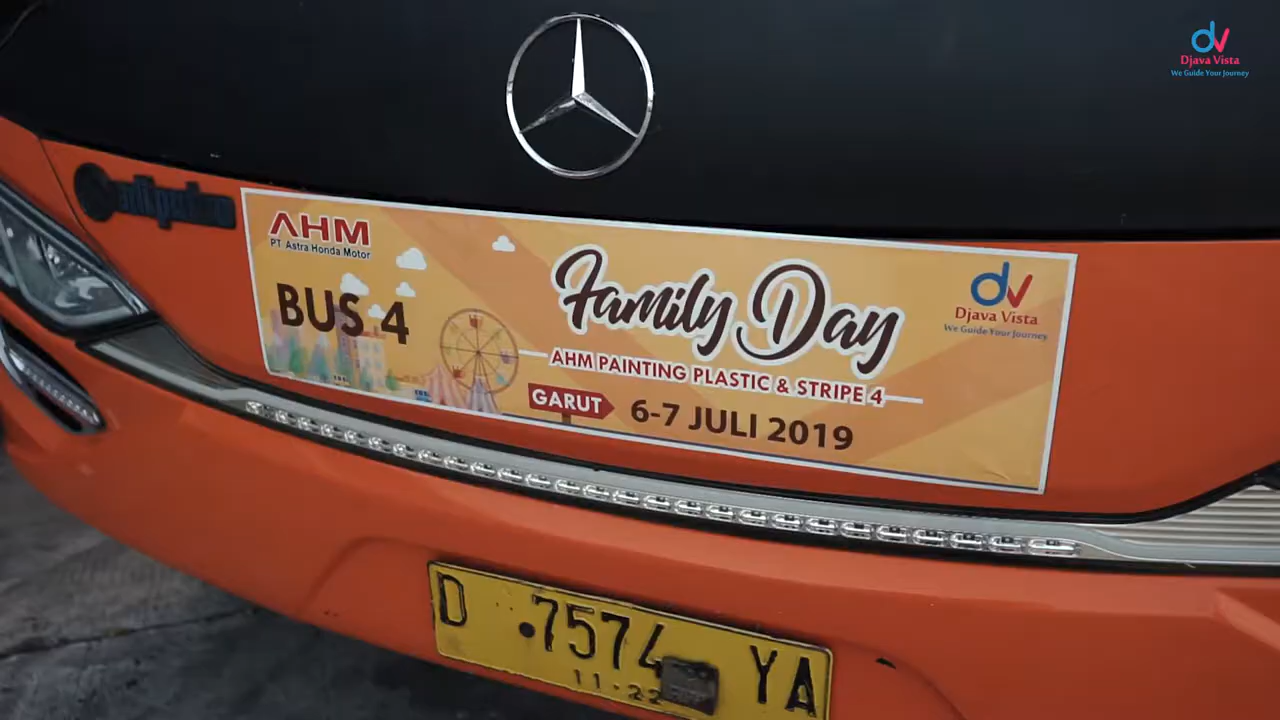 dv
Djava Vista
We Guide Your Journey
AHM
PT Astra Honda Motor
BUS 4
Family Day
AHM PAINTING PLASTIC & STRIPE 4
GARUT
6-7 JULI 2019
dv
Djava Vista
We Guide Your Journey
D 7574 YA
11-22